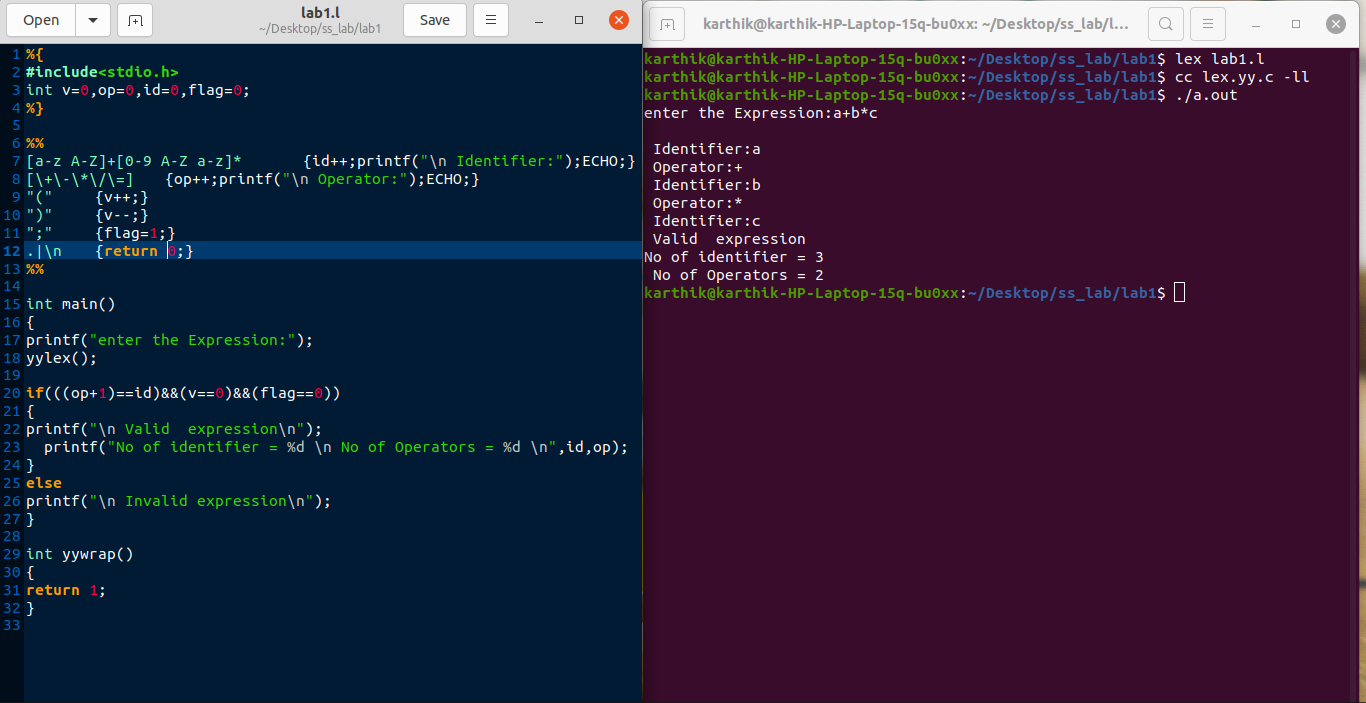 Open
lab1.l
~/Desktop/ss_lab/lab1
Save
1 %{
2 #include<stdio.h>
3 int v=0,op=0,id=0,flag=0;
4 %}
5
6 %%
7 [a-z A-Z]+[0-9 A-Z a-z]*       {id++;printf("\n Identifier:");ECHO;}
8 [\+\-\*\/\=]   {op++;printf("\n Operator:");ECHO;}
9 "("     {v++;}
10 ")"     {v--;}
11 ";"     {flag=1;}
12 .|\n    {return 0;}
13 %%
14
15 int main()
16 {
17 printf("enter the Expression:");
18 yylex();
19
20 if(((op+1)==id)&&(v==0)&&(flag==0))
21 {
22 printf("\n Valid  expression\n");
23   printf("No of identifier = %d \n No of Operators = %d \n",id,op);
24 }
25 else
26 printf("\n Invalid expression\n");
27 }
28
29 int yywrap()
30 {
31 return 1;
32 }
33
karthik@karthik-HP-Laptop-15q-bu0xx: ~/Desktop/ss_lab/l...
karthik@karthik-HP-Laptop-15q-bu0xx:~/Desktop/ss_lab/lab1$ lex lab1.l
karthik@karthik-HP-Laptop-15q-bu0xx:~/Desktop/ss_lab/lab1$ cc lex.yy.c -ll
karthik@karthik-HP-Laptop-15q-bu0xx:~/Desktop/ss_lab/lab1$ ./a.out
enter the Expression:a+b*c

 Identifier:a
 Operator:+
 Identifier:b
 Operator:*
 Identifier:c
 Valid  expression
No of identifier = 3
 No of Operators = 2
karthik@karthik-HP-Laptop-15q-bu0xx:~/Desktop/ss_lab/lab1$